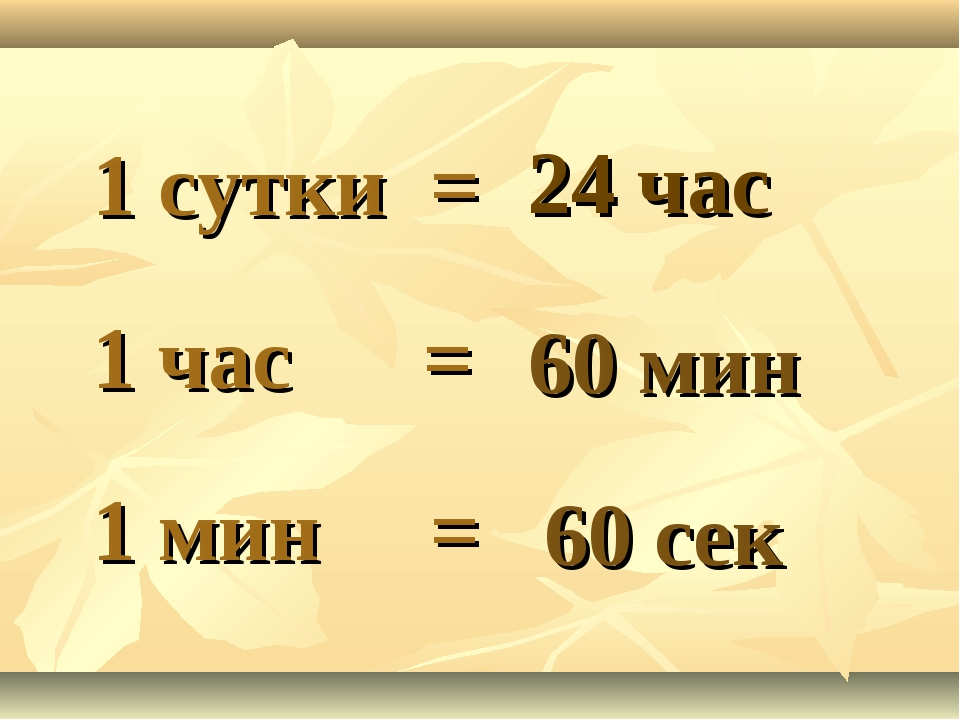 1 сутки = 24 час
1 час = 60 мин
1 мин = 60 сек